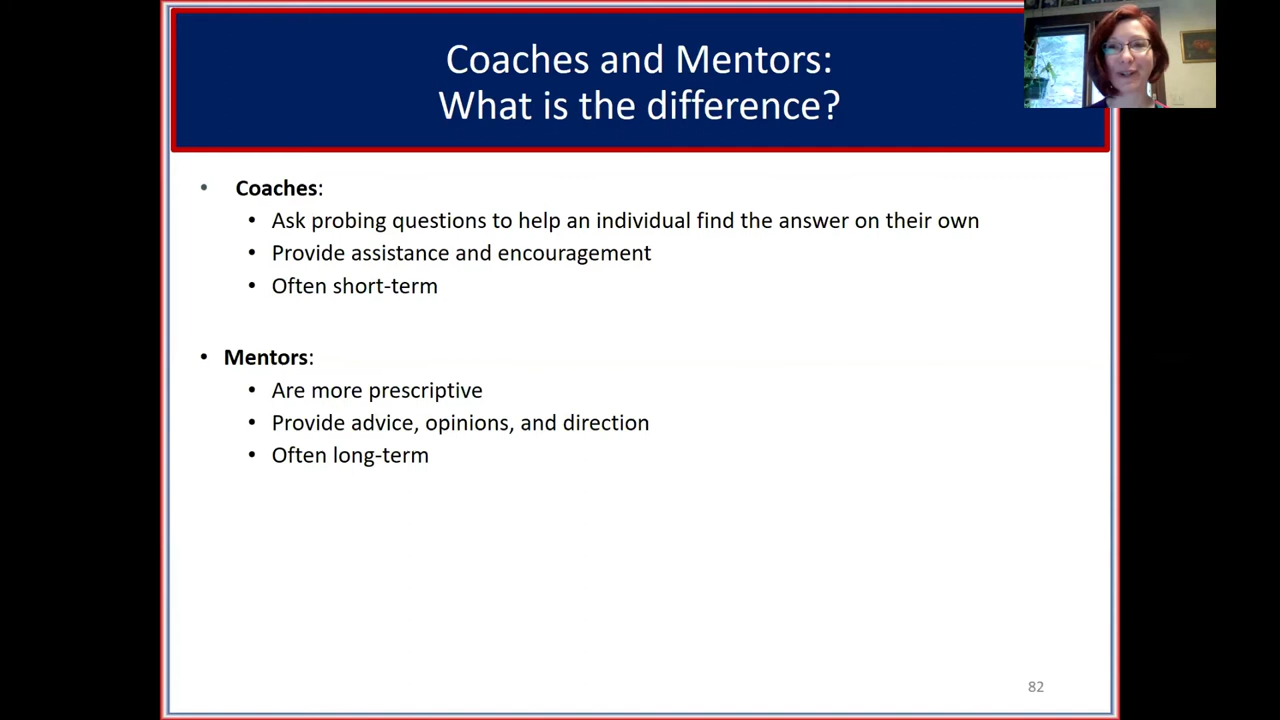 Coaches and Mentors:
What is the difference?
• Coaches:
• Ask probing questions to help an individual find the answer on their own
• Provide assistance and encouragement
• Often short-term
• Mentors:
• Are more prescriptive
• Provide advice, opinions, and direction
• Often long-term
82